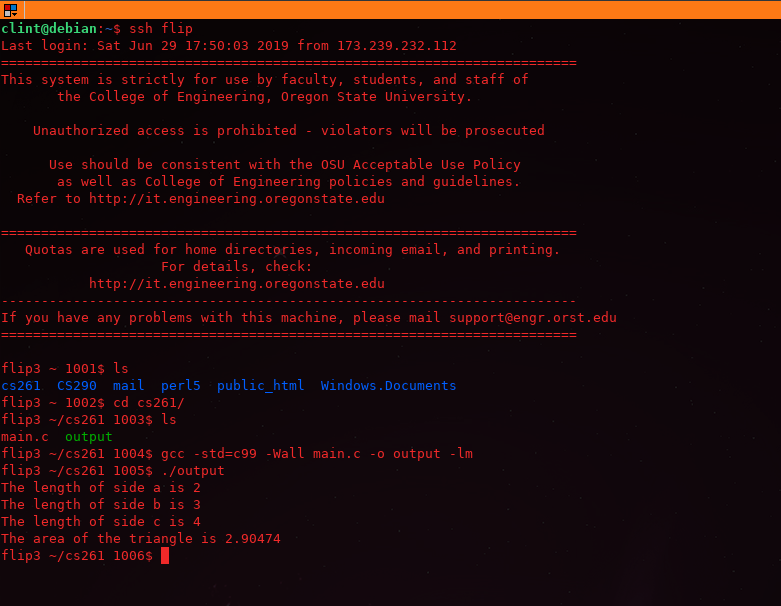 clint@debian:~$ ssh flip
Last login: Sat Jun 29 17:50:03 2019 from 173.239.232.112
========================================================================
This system is strictly for use by faculty, students, and staff of
       the College of Engineering, Oregon State University.

    Unauthorized access is prohibited - violators will be prosecuted

      Use should be consistent with the OSU Acceptable Use Policy
       as well as College of Engineering policies and guidelines.
  Refer to http://it.engineering.oregonstate.edu

========================================================================
   Quotas are used for home directories, incoming email, and printing.
                    For details, check:
           http://it.engineering.oregonstate.edu
------------------------------------------------------------------------
If you have any problems with this machine, please mail support@engr.orst.edu
========================================================================

flip3 ~ 1001$ ls
cs261  CS290  mail  perl5  public_html  Windows.Documents
flip3 ~ 1002$ cd cs261/
flip3 ~/cs261 1003$ ls
main.c  output
flip3 ~/cs261 1004$ gcc -std=c99 -Wall main.c -o output -lm
flip3 ~/cs261 1005$ ./output
The length of side a is 2
The length of side b is 3
The length of side c is 4
The area of the triangle is 2.90474
flip3 ~/cs261 1006$